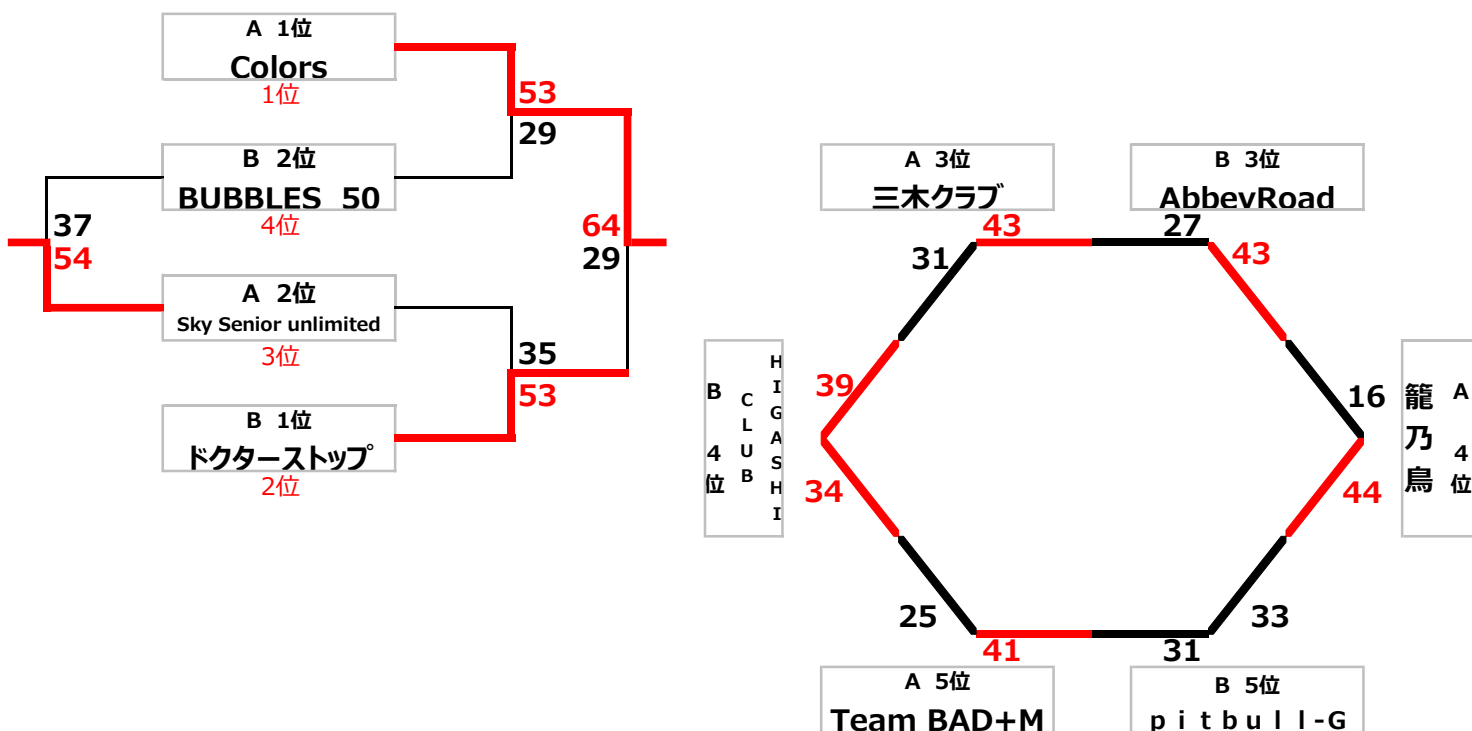 A 1位
Colors
1位
53
29
B 2位
BUBBLES 50
4位
37
54
64
29
A 2位
Sky Senior unlimited
3位
35
53
B 1位
ドクターストップ
2位
A 3位
三木クラブ
B 3位
AbbeyRoad
43
27
31
43
B 4位
HIGASHI
CLUB
39
34
16
44
A 4位
籠乃鳥
25
33
41
31
A 5位
Team BAD+M
B 5位
ｐｉｔｂｕｌｌ-G